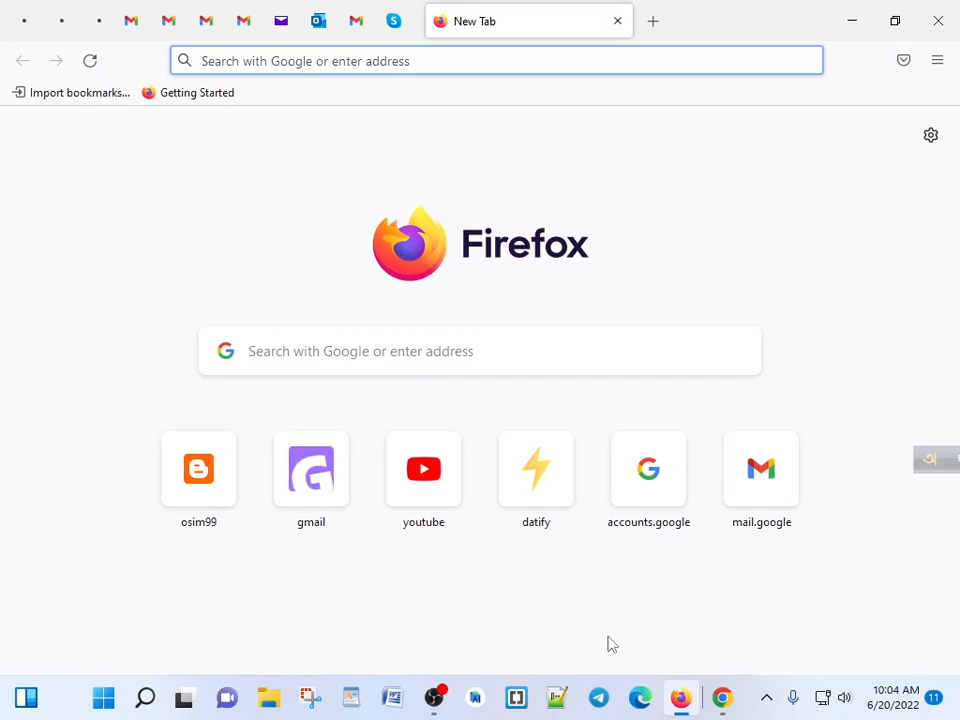 New Tab
Search with Google or enter address
Import bookmarks...
Getting Started
Firefox
Search with Google or enter address
osim99
gmail
youtube
datify
accounts.google
mail.google
অ
10:04 AM
6/20/2022
11